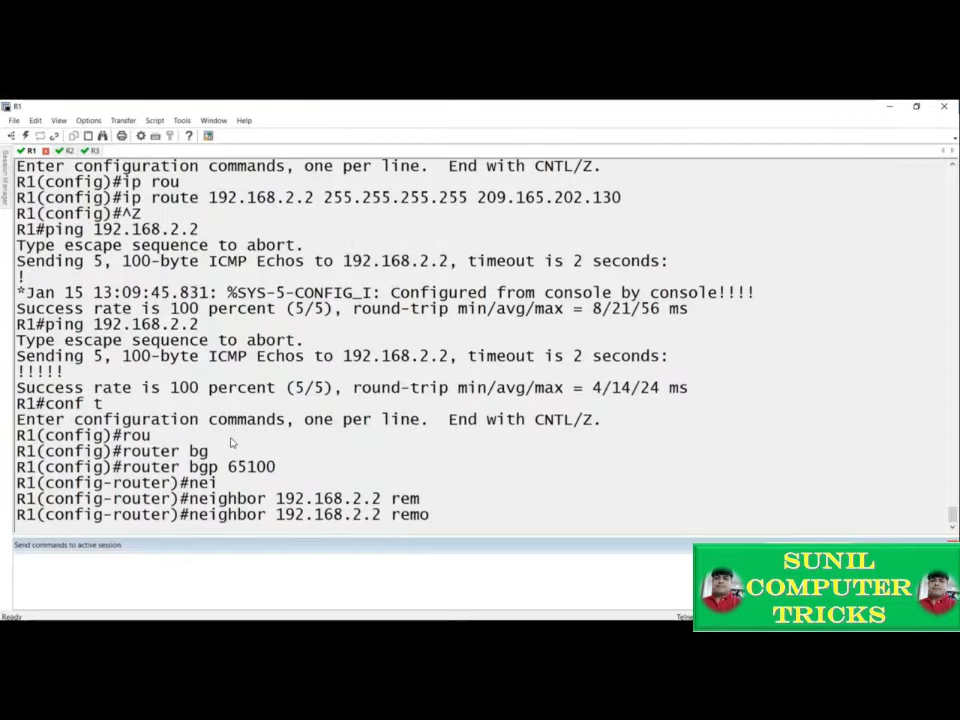 R1
File Edit View Options Transfer Script Tools Window Help
R1 R2 R3
Session Manager
Enter configuration commands, one per line. End with CNTL/Z.
R1(config)#ip rou
R1(config)#ip route 192.168.2.2 255.255.255.255 209.165.202.130
R1(config)#^Z
R1#ping 192.168.2.2
Type escape sequence to abort.
Sending 5, 100-byte ICMP Echos to 192.168.2.2, timeout is 2 seconds:
!
*Jan 15 13:09:45.831: %SYS-5-CONFIG_I: Configured from console by console!!!!
Success rate is 100 percent (5/5), round-trip min/avg/max = 8/21/56 ms
R1#ping 192.168.2.2
Type escape sequence to abort.
Sending 5, 100-byte ICMP Echos to 192.168.2.2, timeout is 2 seconds:
!!!!!
Success rate is 100 percent (5/5), round-trip min/avg/max = 4/14/24 ms
R1#conf t
Enter configuration commands, one per line. End with CNTL/Z.
R1(config)#rou
R1(config)#router bg
R1(config)#router bgp 65100
R1(config-router)#nei
R1(config-router)#neighbor 192.168.2.2 rem
R1(config-router)#neighbor 192.168.2.2 remo
Send commands to active session
SUNIL
COMPUTER
TRICKS
Ready
Telne